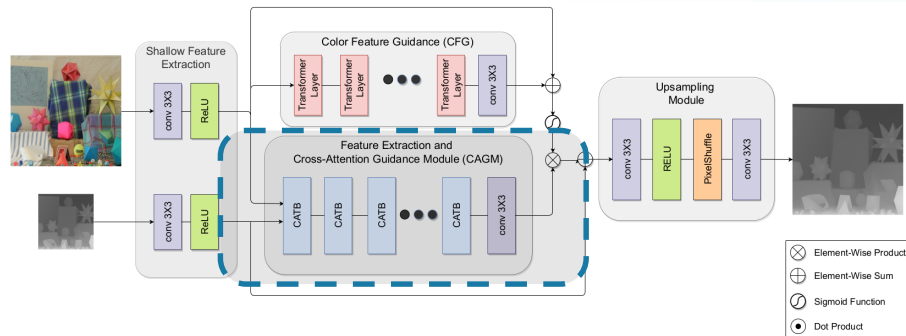 Shallow Feature
Extraction
conv 3X3
ReLU
conv 3X3
ReLU
Color Feature Guidance (CFG)
Transformer
Layer
Transformer
Layer
Transformer
Layer
conv 3X3
Feature Extraction and
Cross-Attention Guidance Module (CAGM)
CATB
CATB
CATB
CATB
conv 3X3
Upsampling
Module
conv 3X3
RELU
PixelShuffle
conv 3X3
Element-Wise Product
Element-Wise Sum
Sigmoid Function
Dot Product